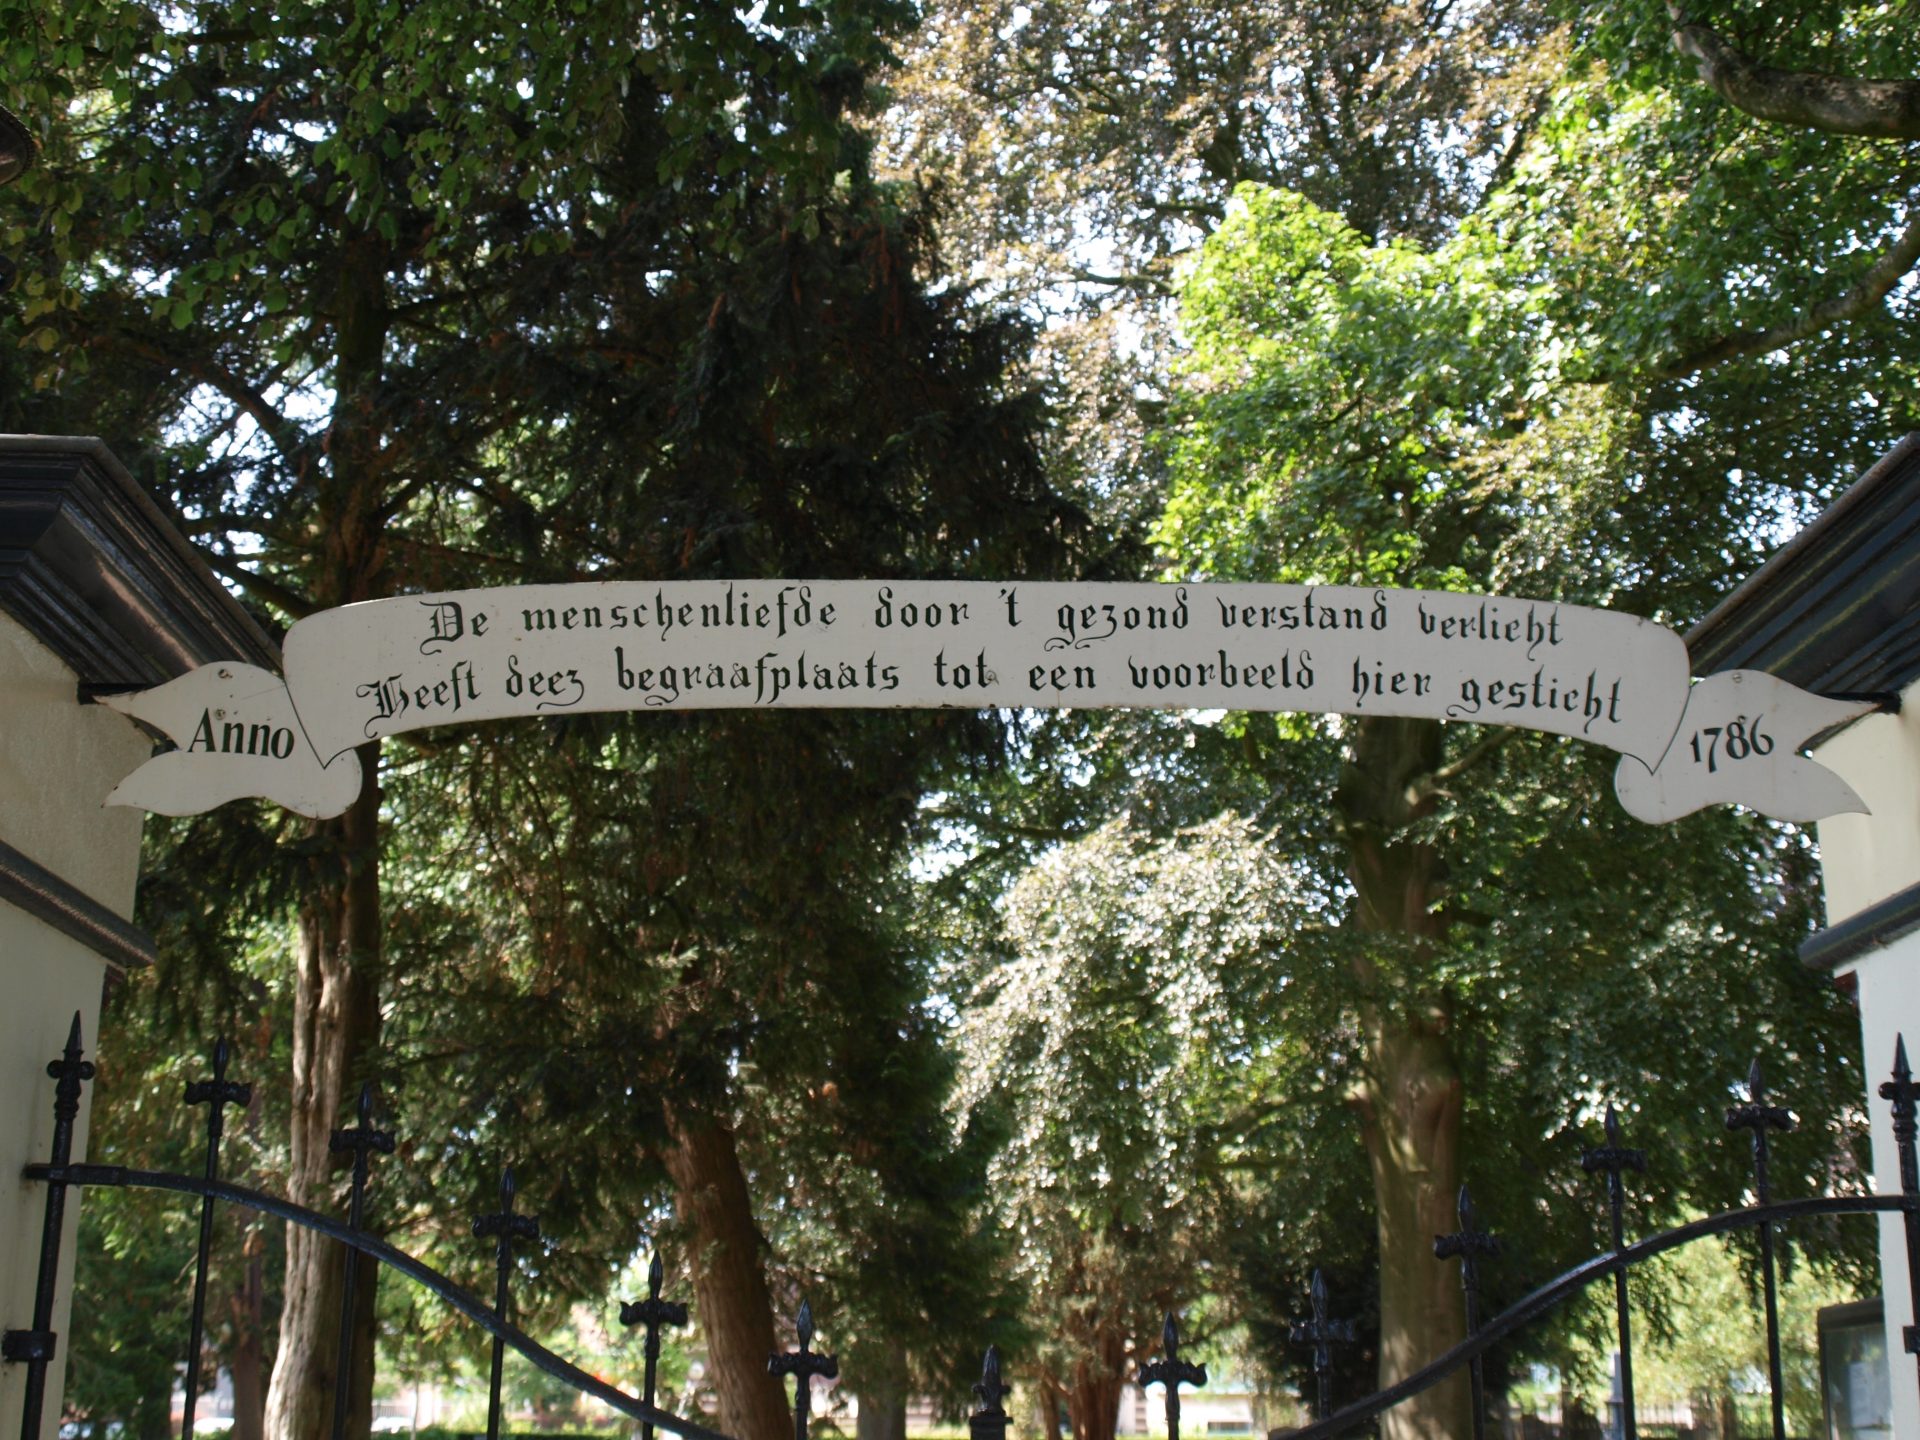 De menschenliefde door 't gezond verstand verlicht
Heeft deez begraafplaats tot een voorbeeld hier gesticht
Anno
1786